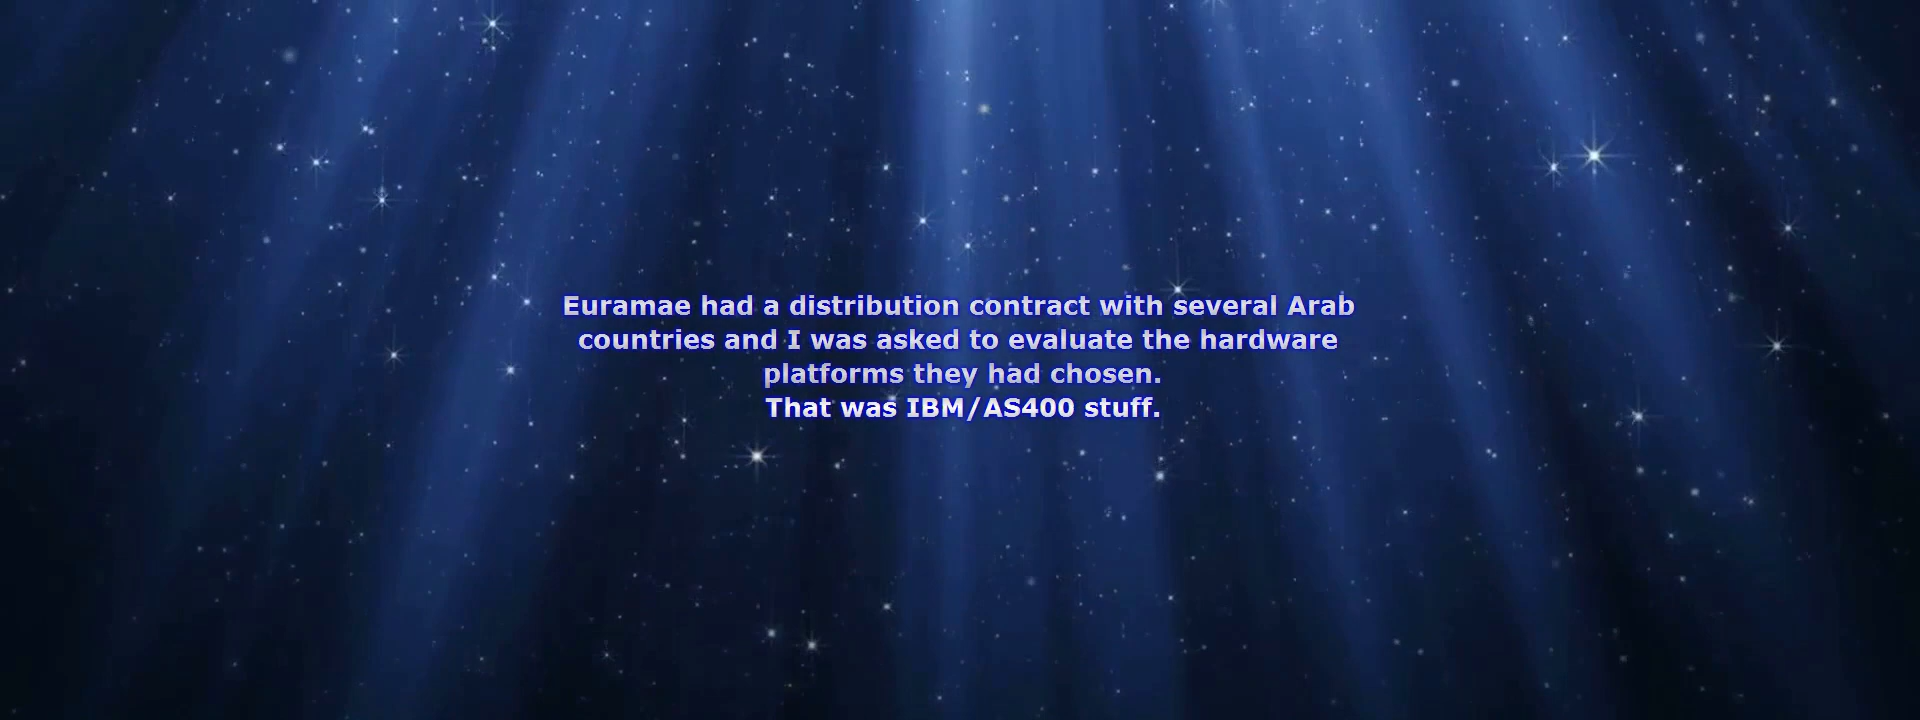 Euramae had a distribution contract with several Arab
countries and I was asked to evaluate the hardware
platforms they had chosen.
That was IBM/AS400 stuff.